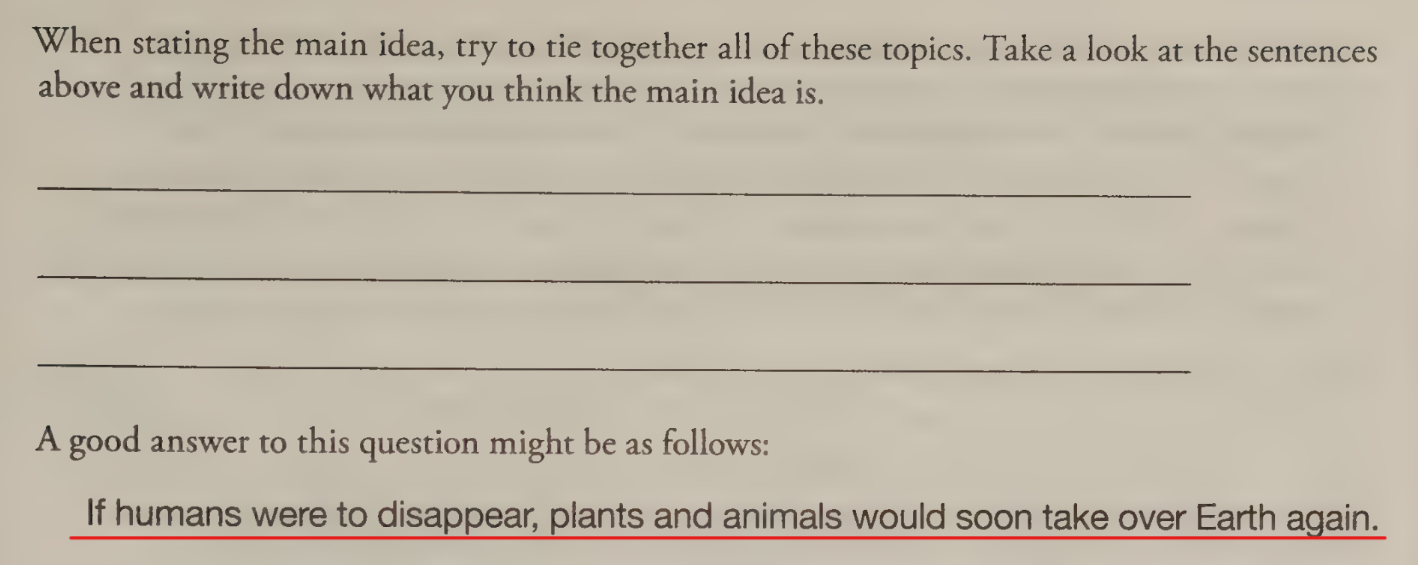 When stating the main idea, try to tie together all of these topics. Take a look at the sentences
above and write down what you think the main idea is.
A good answer to this question might be as follows:
If humans were to disappear, plants and animals would soon take over Earth again.